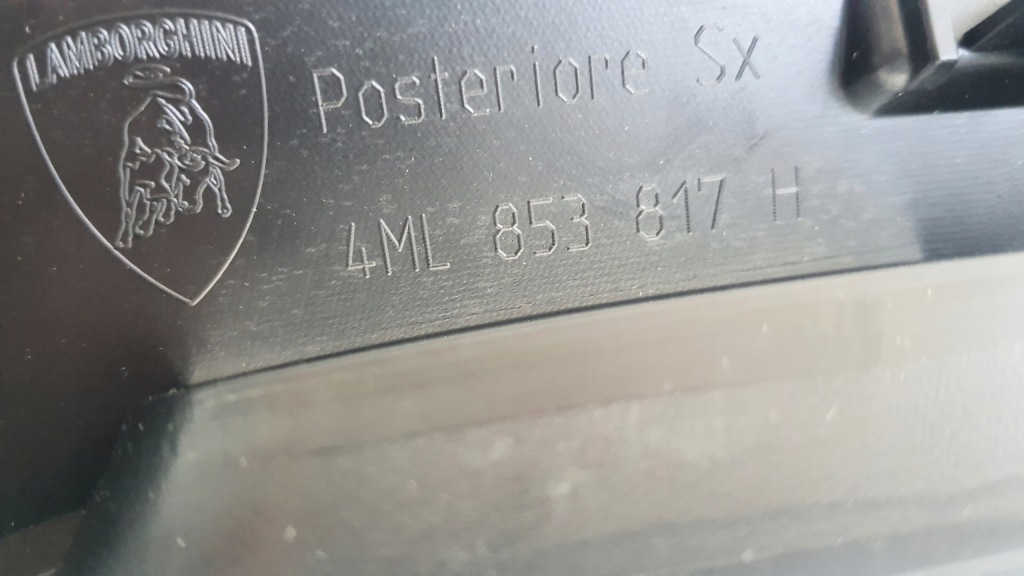 LAMBORGHINI
Posteriore Sx
4ML 853 817 H